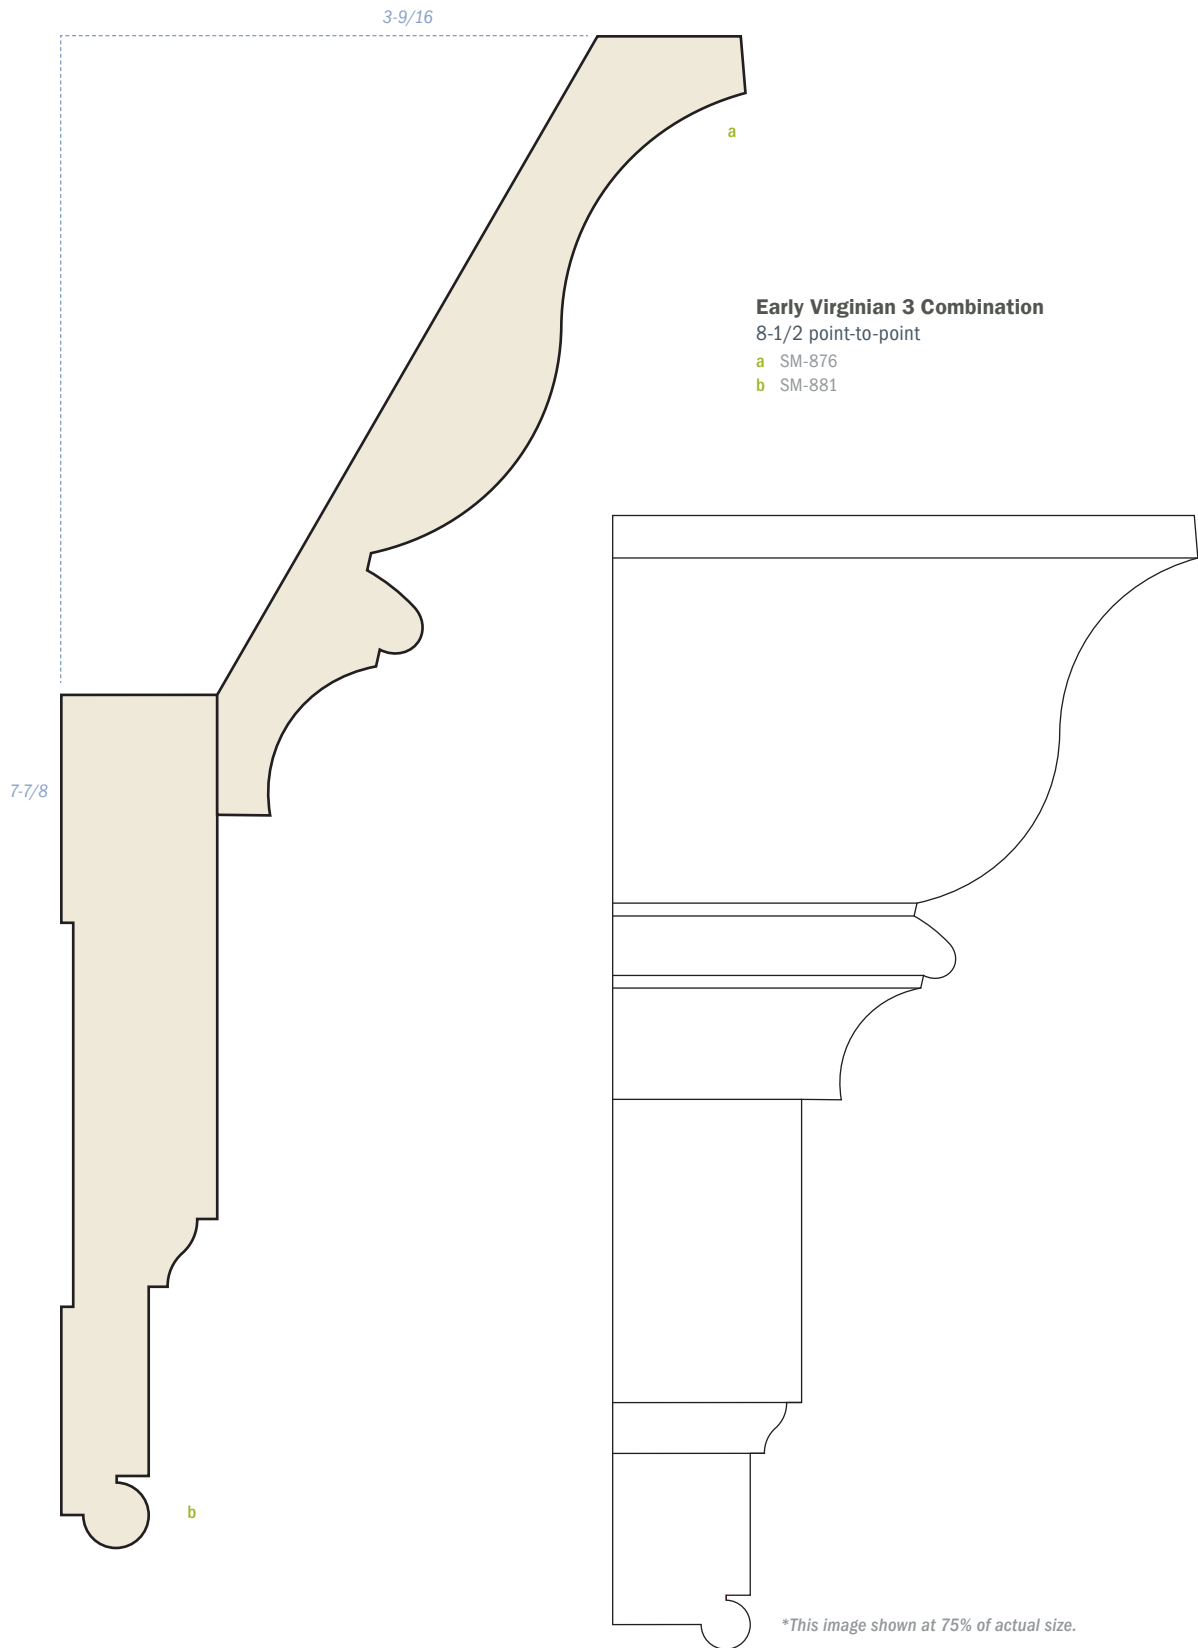 3-9/16
a
Early Virginian 3 Combination
8-1/2 point-to-point
a SM-876
b SM-881
7-7/8
b
*This image shown at 75% of actual size.